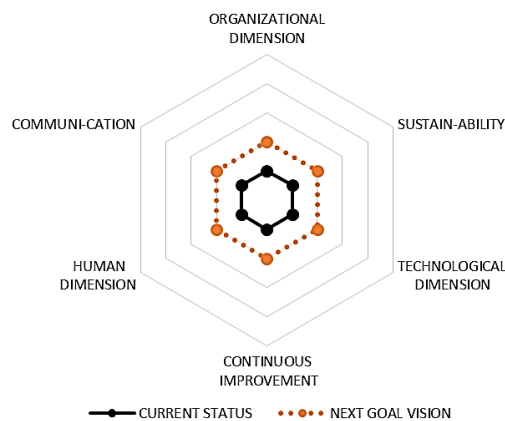 ORGANIZATIONAL
DIMENSION
COMMUNI-CATION
SUSTAIN-ABILITY
HUMAN
DIMENSION
TECHNOLOGICAL
DIMENSION
CONTINUOUS
IMPROVEMENT
CURRENT STATUS
NEXT GOAL VISION